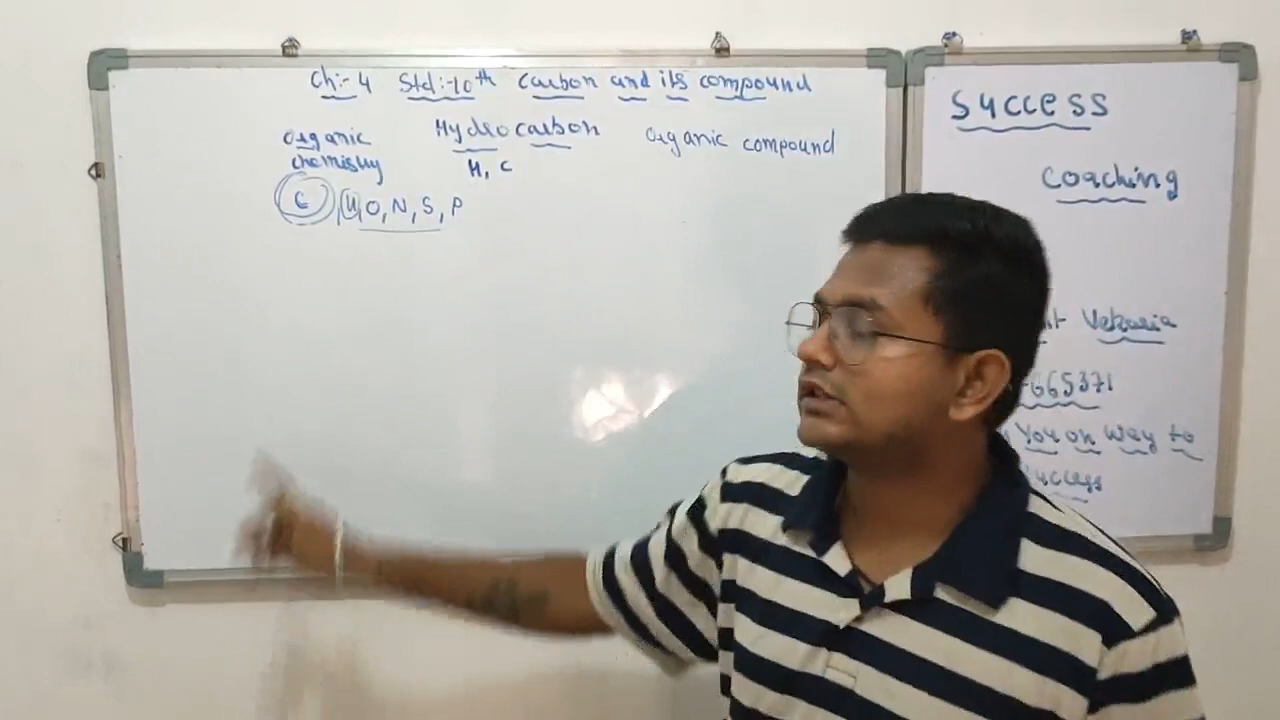 Ch:- 4 Std:-10th Carbon and its compound
organic Hydrocarbon organic compound
chemistry H, C
C, H, O, N, S, P
Success
Coaching
Vekaria
665371
You on Way to
Success